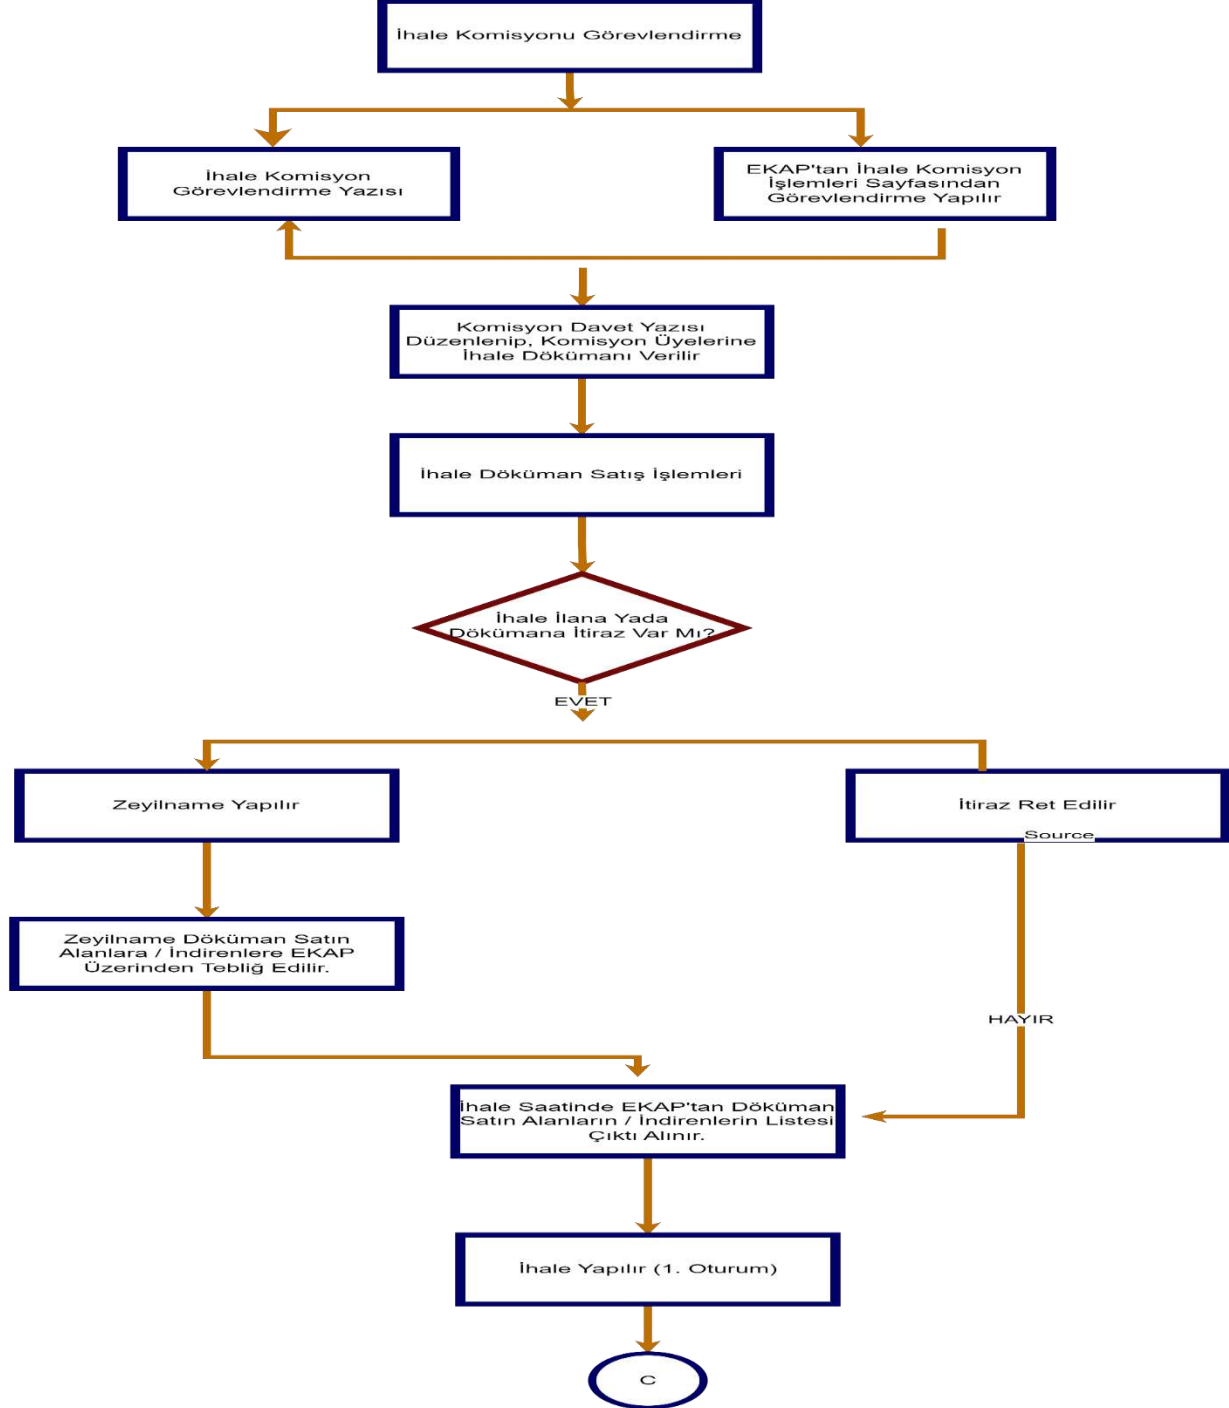 İhale Komisyonu Görevlendirme
İhale Komisyon
Görevlendirme Yazısı
EKAP'tan İhale Komisyon
İşlemleri Sayfasından
Görevlendirme Yapılır
Komisyon Davet Yazısı
Düzenlenip, Komisyon Üyelerine
İhale Dökümanı Verilir
İhale Döküman Satış İşlemleri
İhale İlana Yada
Dökümana İtiraz Var Mı?
EVET
Zeyilname Yapılır
İtiraz Ret Edilir
Source
Zeyilname Döküman Satın
Alanlara / İndirenlere EKAP
Üzerinden Tebliğ Edilir.
HAYIR
İhale Saatinde EKAP'tan Döküman
Satın Alanların / İndirenlerin Listesi
Çıktı Alınır.
İhale Yapılır (1. Oturum)
C